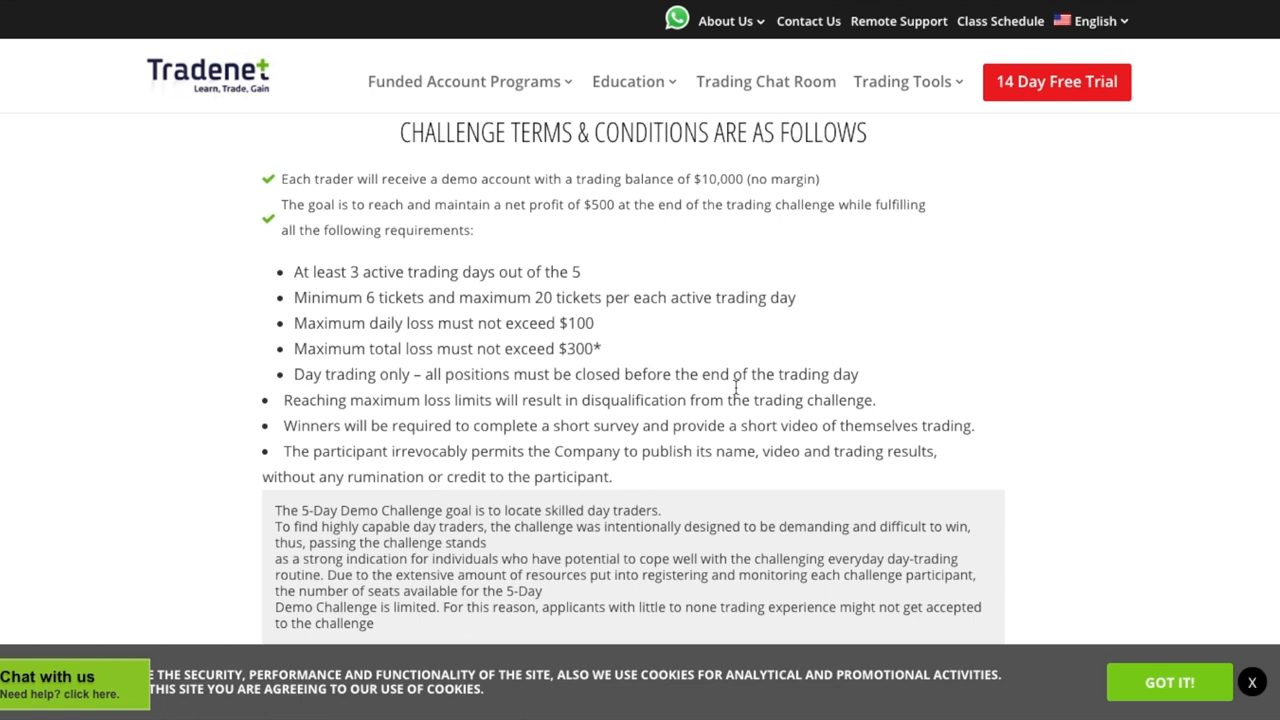 About Us
Contact Us
Remote Support
Class Schedule
English
Tradenet
Learn, Trade, Gain
Funded Account Programs
Education
Trading Chat Room
Trading Tools
14 Day Free Trial
CHALLENGE TERMS & CONDITIONS ARE AS FOLLOWS
Each trader will receive a demo account with a trading balance of $10,000 (no margin)
The goal is to reach and maintain a net profit of $500 at the end of the trading challenge while fulfilling
all the following requirements:
At least 3 active trading days out of the 5
Minimum 6 tickets and maximum 20 tickets per each active trading day
Maximum daily loss must not exceed $100
Maximum total loss must not exceed $300*
Day trading only – all positions must be closed before the end of the trading day
Reaching maximum loss limits will result in disqualification from the trading challenge.
Winners will be required to complete a short survey and provide a short video of themselves trading.
The participant irrevocably permits the Company to publish its name, video and trading results,
without any rumination or credit to the participant.
The 5-Day Demo Challenge goal is to locate skilled day traders.
To find highly capable day traders, the challenge was intentionally designed to be demanding and difficult to win,
thus, passing the challenge stands
as a strong indication for individuals who have potential to cope well with the challenging everyday day-trading
routine. Due to the extensive amount of resources put into registering and monitoring each challenge participant,
the number of seats available for the 5-Day
Demo Challenge is limited. For this reason, applicants with little to none trading experience might not get accepted
to the challenge
Chat with us
Need help? click here.
E THE SECURITY, PERFORMANCE AND FUNCTIONALITY OF THE SITE, ALSO WE USE COOKIES FOR ANALYTICAL AND PROMOTIONAL ACTIVITIES.
THIS SITE YOU ARE AGREEING TO OUR USE OF COOKIES.
GOT IT!
X